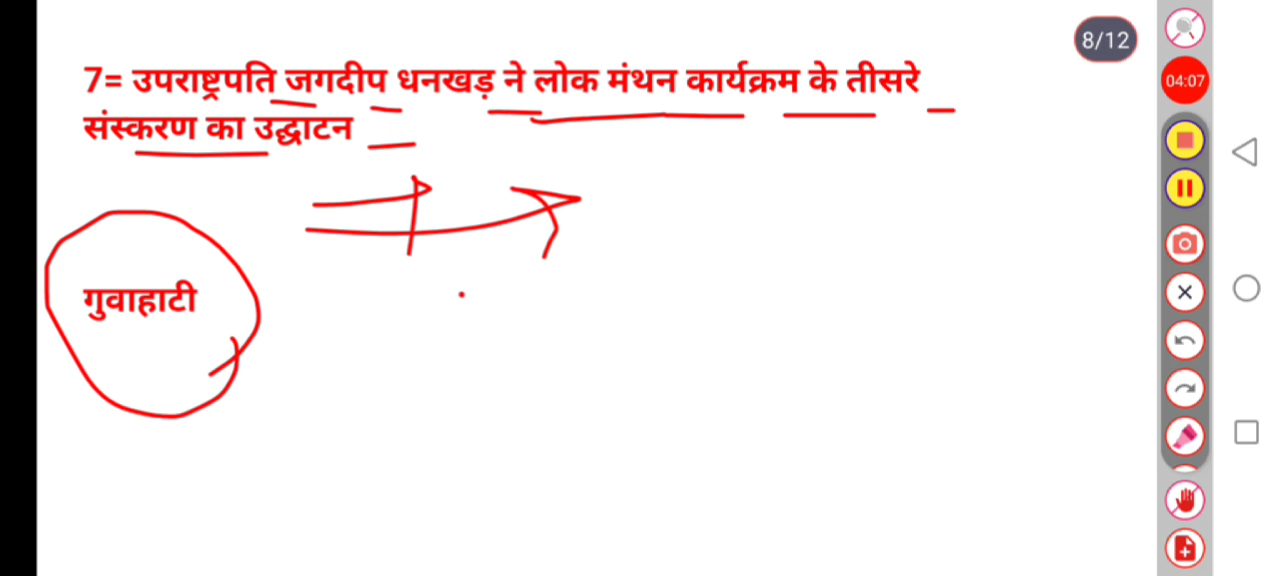 8/12
04:07
7= उपराष्ट्रपति जगदीप धनखड़ ने लोक मंथन कार्यक्रम के तीसरे
संस्करण का उद्घाटन
गुवाहाटी